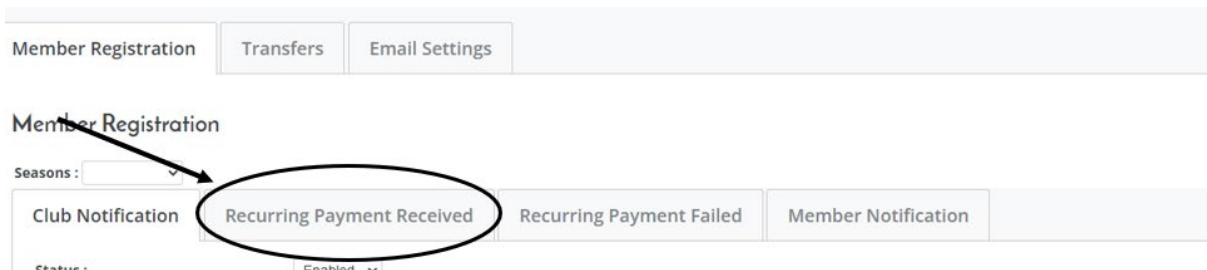 Member Registration Transfers Email Settings
Member Registration
Seasons :
Club Notification Recurring Payment Received Recurring Payment Failed Member Notification
Status : Enabled